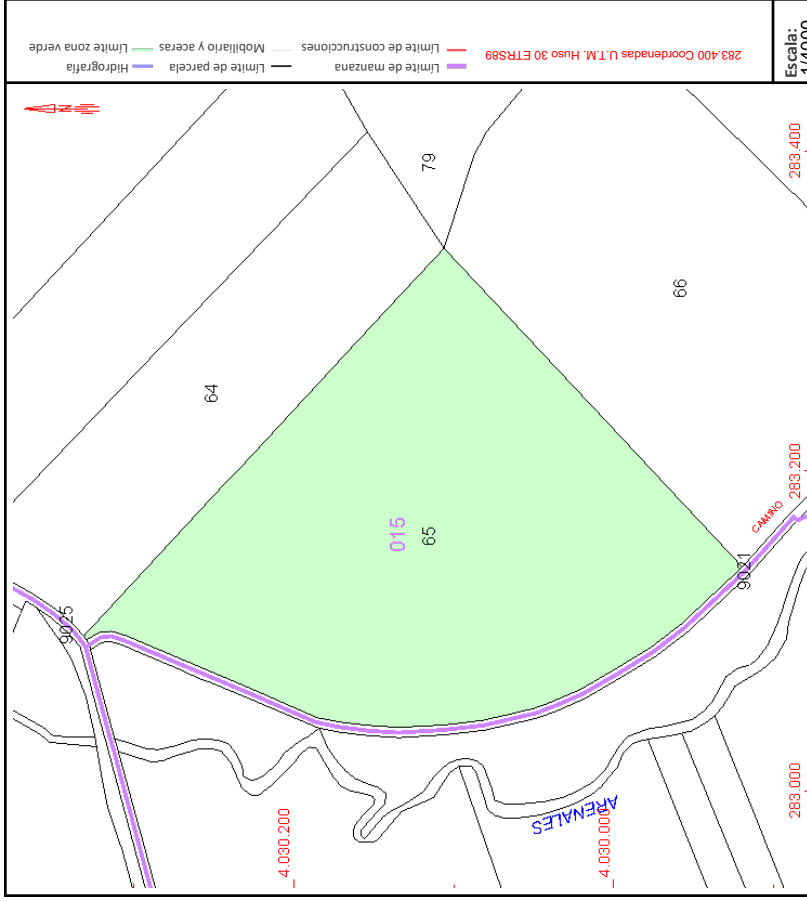 Límite de manzana
Límite de parcela
Hidrografía
283.400 Coordenadas U.T.M. Huso 30 ETRS89
Límite de construcciones
Mobiliario y aceras
Límite zona verde
Escala:
1/4000
N
79
283.400
66
64
283.200
CAMINO
015
65
9021
9025
283.000
4.030.200
4.030.000
ARENALES